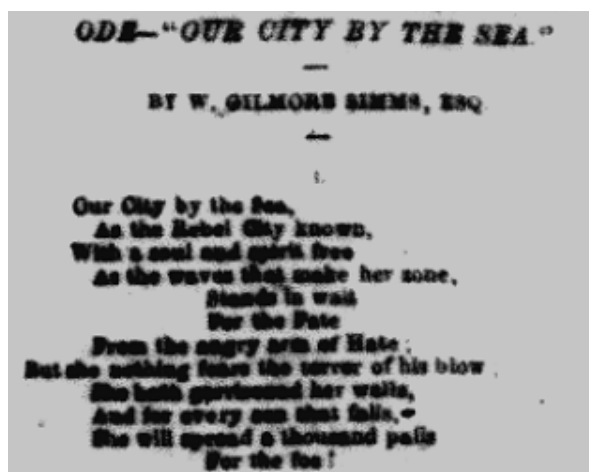 ODE—"OUR CITY BY THE SEA."
BY W. GILMORE SIMMS, ESQ
I.
Our City by the Sea,
As the Rebel City known,
With a soul and spirit free
As the waves that make her zone,
Stands in wait
For the Fate
From the angry arm of Hate;
But she nothing fears the terror of his blow
She hath garrisoned her walls,
And for every son that falls,
She will spread a thousand palls
For the foe!